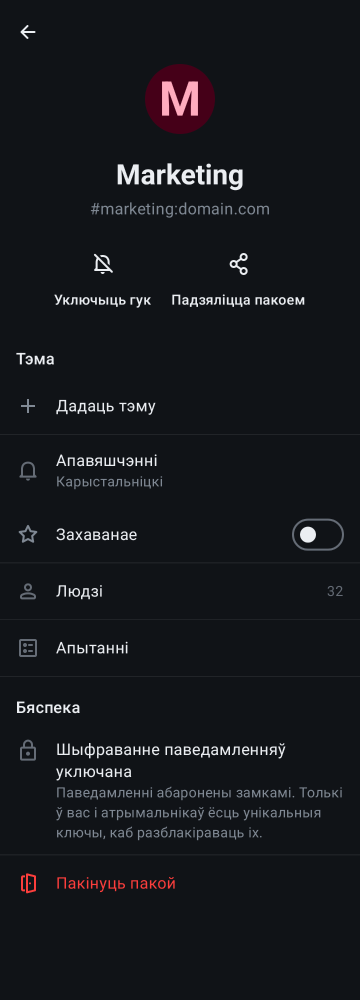 M
Marketing
#marketing:domain.com
Уключыць гук
Падзяліцца пакоем
Тэма
Дадаць тэму
Апавяшчэнні
Карыстальніцкі
Захаванае
Людзі
32
Апытанні
Бяспека
Шыфраванне паведамленняў
уключана
Паведамленні абаронены замкамі. Толькі
ў вас і атрымальнікаў ёсць унікальныя
ключы, каб разблакіраваць іх.
Пакінуць пакой